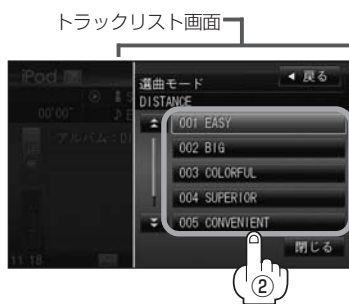 トラックリスト画面
iPod
選曲モード
◀ 戻る
DISTANCE
00'00"
001 EASY
アルバム:DI
002 BIG
003 COLORFUL
004 SUPERIOR
005 CONVENIENT
閉じる
11:18
②